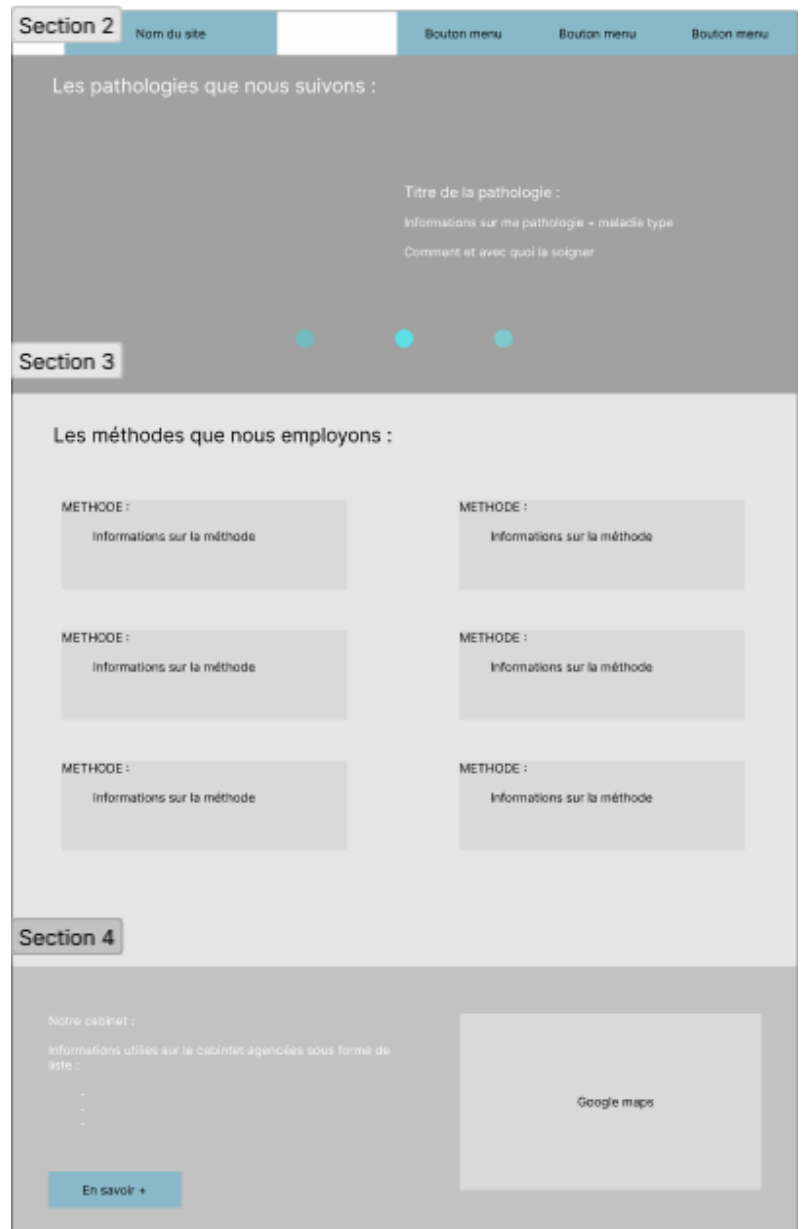 Section 2
Nom du site
Bouton menu
Bouton menu
Bouton menu
Les pathologies que nous suivons :
Titre de la pathologie :
Informations sur ma pathologie + maladie type
Comment et avec quoi la soigner
Section 3
Les méthodes que nous employons :
METHODE :
Informations sur la méthode
METHODE :
Informations sur la méthode
METHODE :
Informations sur la méthode
METHODE :
Informations sur la méthode
METHODE :
Informations sur la méthode
METHODE :
Informations sur la méthode
Section 4
Notre cabinet :
Informations utilies sur le cabintet agencées sous forme de
liste :
-
-
-
Google maps
En savoir +